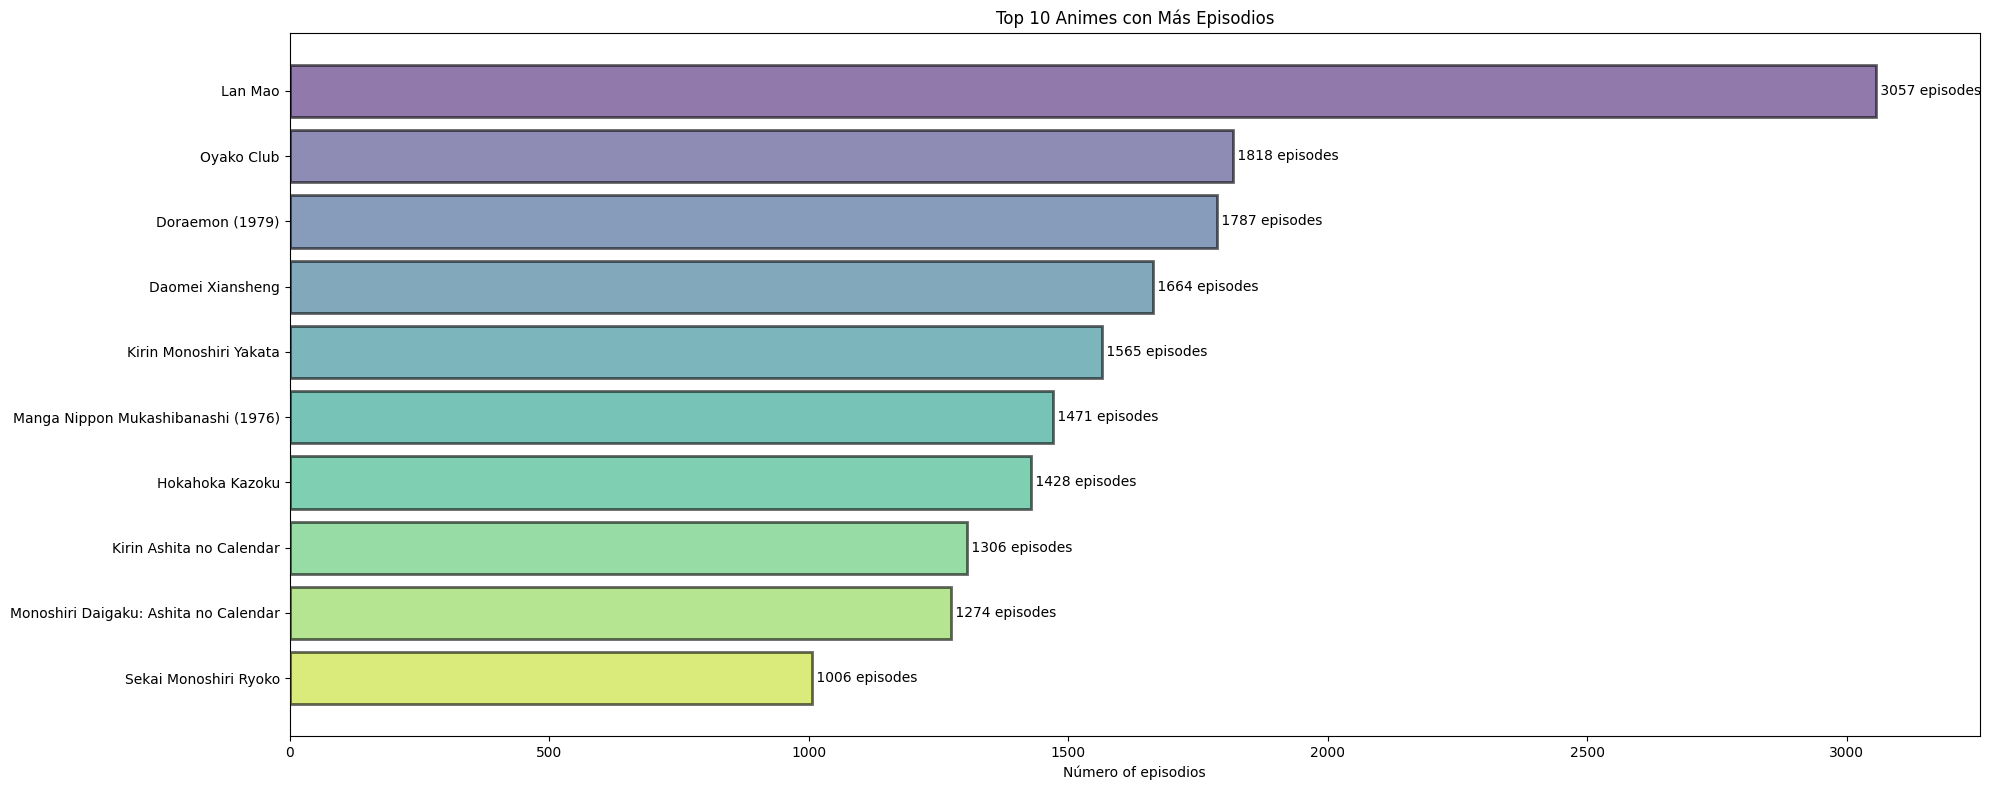 Top 10 Animes con Más Episodios
Lan Mao
3057 episodes
Oyako Club
1818 episodes
Doraemon (1979)
1787 episodes
Daomei Xiansheng
1664 episodes
Kirin Monoshiri Yakata
1565 episodes
Manga Nippon Mukashibanashi (1976)
1471 episodes
Hokahoka Kazoku
1428 episodes
Kirin Ashita no Calendar
1306 episodes
Monoshiri Daigaku: Ashita no Calendar
1274 episodes
Sekai Monoshiri Ryoko
1006 episodes
0 500 1000 1500 2000 2500 3000
Número of episodios